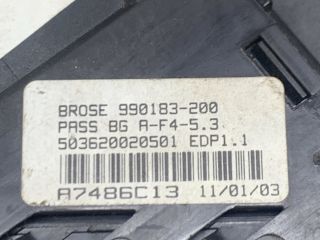 BROSE 990183-200
PASS BG A-F4-5.3
503620020501 EDP1.1
A7486C13 11/01/03